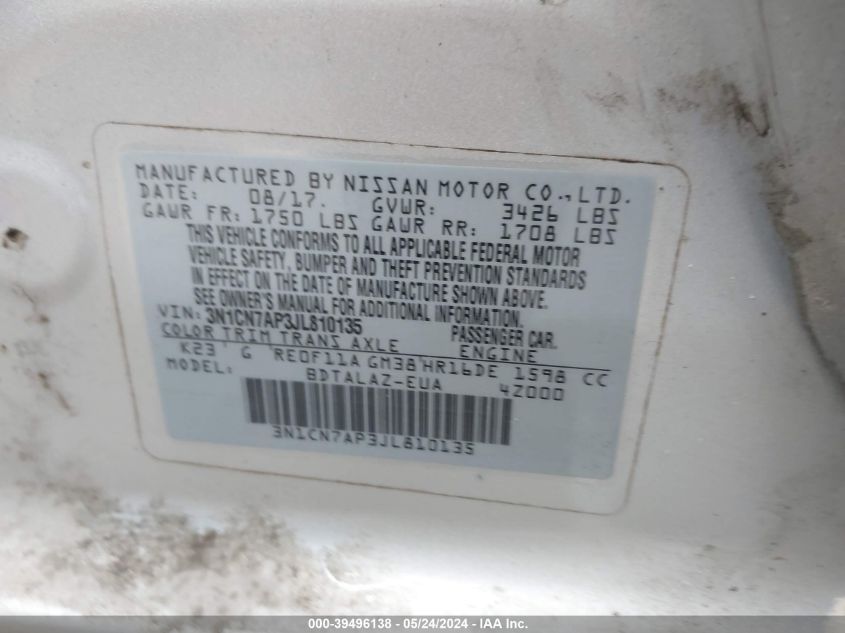 MANUFACTURED BY NISSAN MOTOR CO.,LTD.
DATE: 08/17. GVWR: 3426 LBS
GAWR FR: 1750 LBS GAWR RR: 1708 LBS
THIS VEHICLE CONFORMS TO ALL APPLICABLE FEDERAL MOTOR
VEHICLE SAFETY, BUMPER AND THEFT PREVENTION STANDARDS
IN EFFECT ON THE DATE OF MANUFACTURE SHOWN ABOVE.
SEE OWNER'S MANUAL FOR ADDITIONAL INFORMATION.
VIN: 3N1CN7AP3JL810135 PASSENGER CAR.
COLOR TRIM TRANS AXLE ENGINE
K23 G RE0F11A GM38 HR16DE 1598 CC
MODEL: BDTALAZ-EUA 4Z000
3N1CN7AP3JL810135
000-39496138 - 05/24/2024 - IAA Inc.